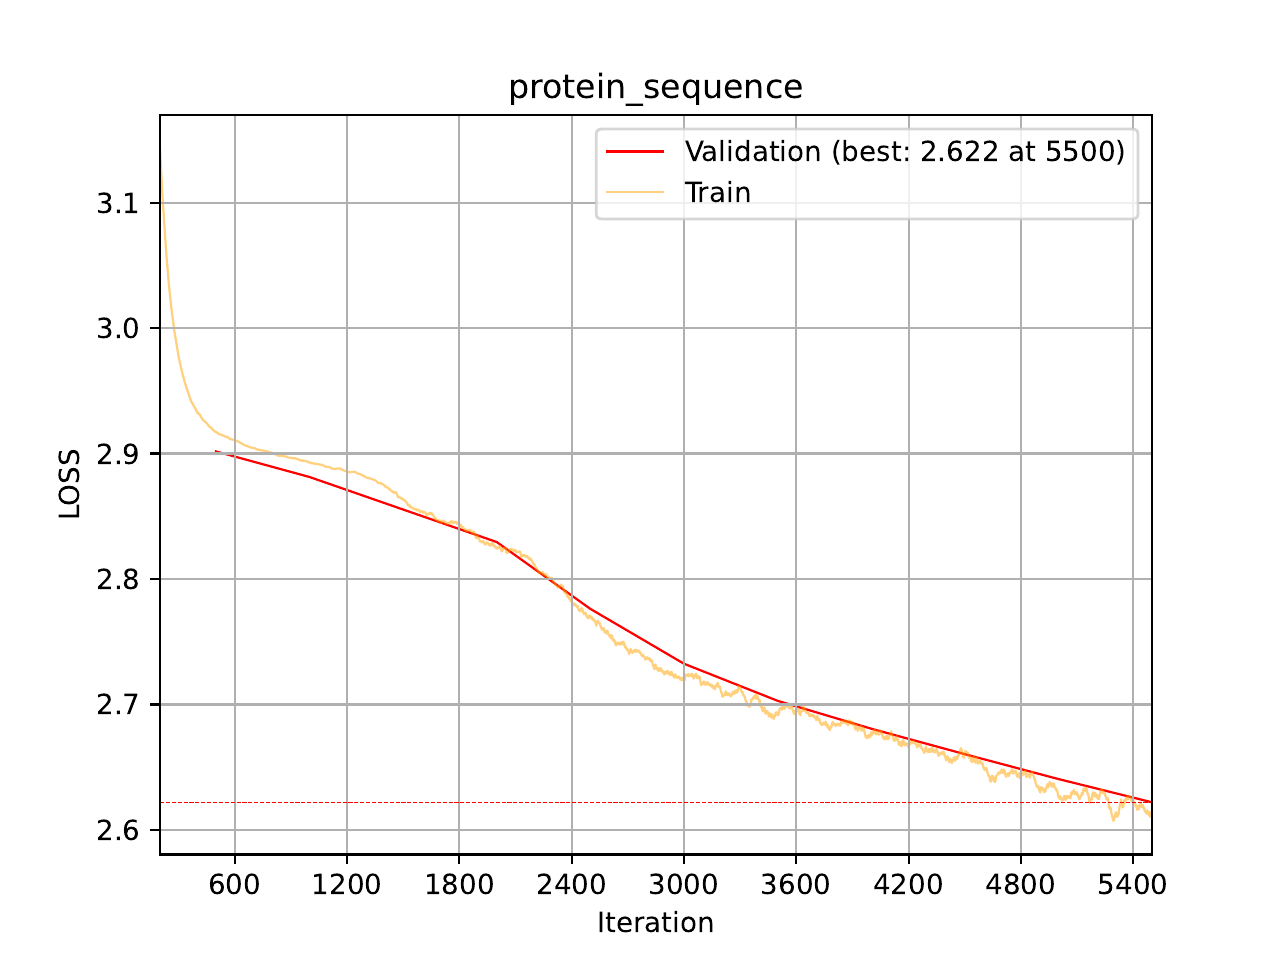 protein_sequence
Validation (best: 2.622 at 5500)
Train
3.1
3.0
2.9
2.8
2.7
2.6
LOSS
600 1200 1800 2400 3000 3600 4200 4800 5400
Iteration